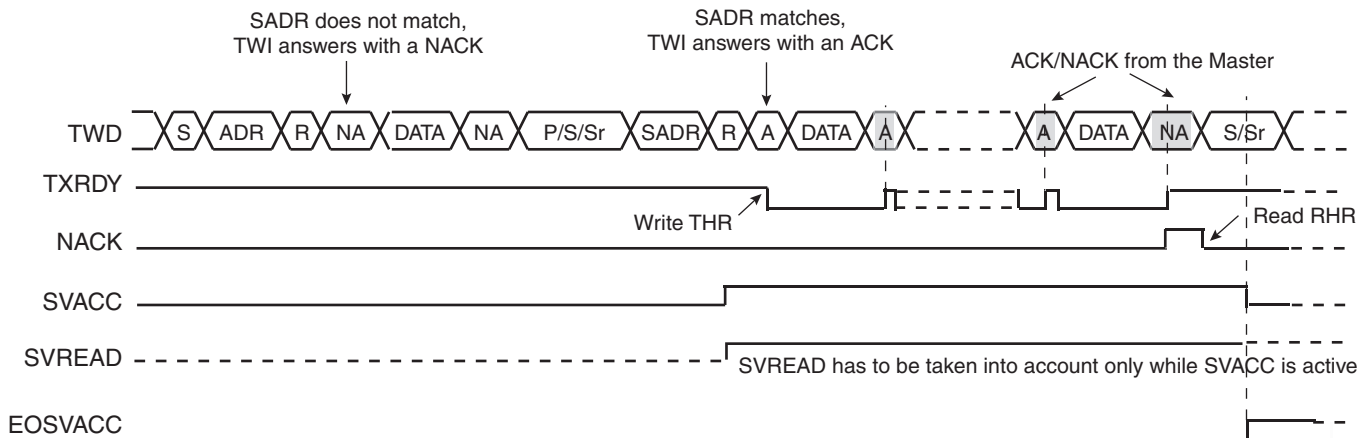 SADR does not match,
TWI answers with a NACK
SADR matches,
TWI answers with an ACK
ACK/NACK from the Master
TWD S ADR R NA DATA NA P/S/Sr SADR R A DATA A A DATA NA S/Sr
TXRDY
Write THR
Read RHR
NACK
SVACC
SVREAD
SVREAD has to be taken into account only while SVACC is active
EOSVACC